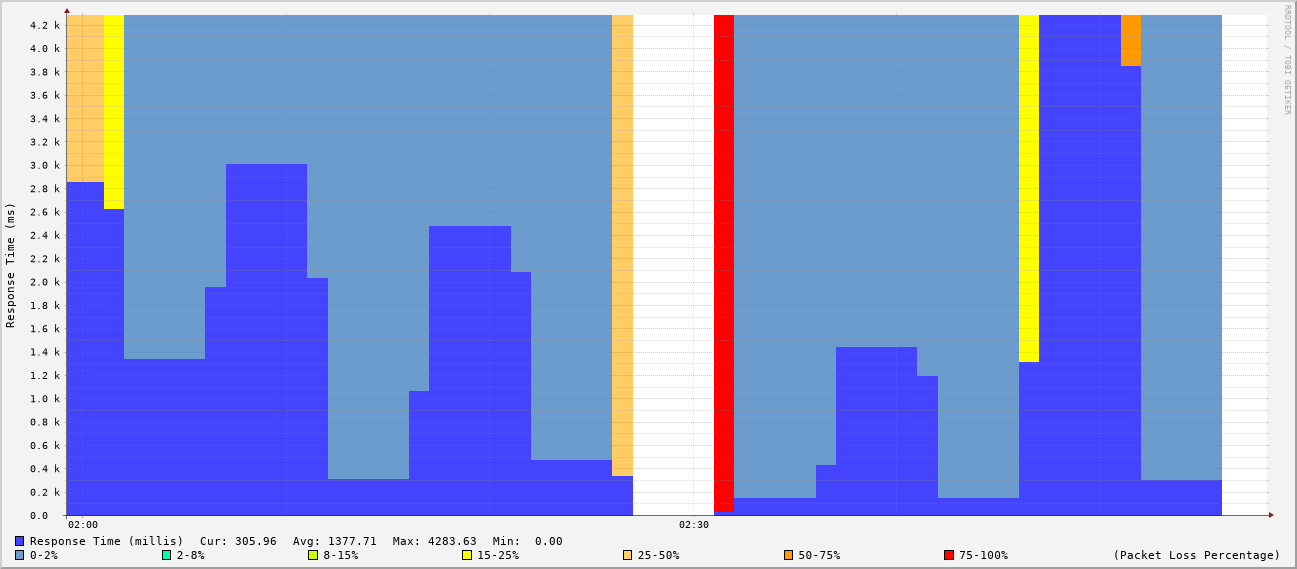 RRDTOOL / TOBI OETIKER
Response Time (ms)
4.2 k
4.0 k
3.8 k
3.6 k
3.4 k
3.2 k
3.0 k
2.8 k
2.6 k
2.4 k
2.2 k
2.0 k
1.8 k
1.6 k
1.4 k
1.2 k
1.0 k
0.8 k
0.6 k
0.4 k
0.2 k
0.0
02:00 02:30
Response Time (millis) Cur: 305.96 Avg: 1377.71 Max: 4283.63 Min: 0.00
0-2% 2-8% 8-15% 15-25% 25-50% 50-75% 75-100% (Packet Loss Percentage)